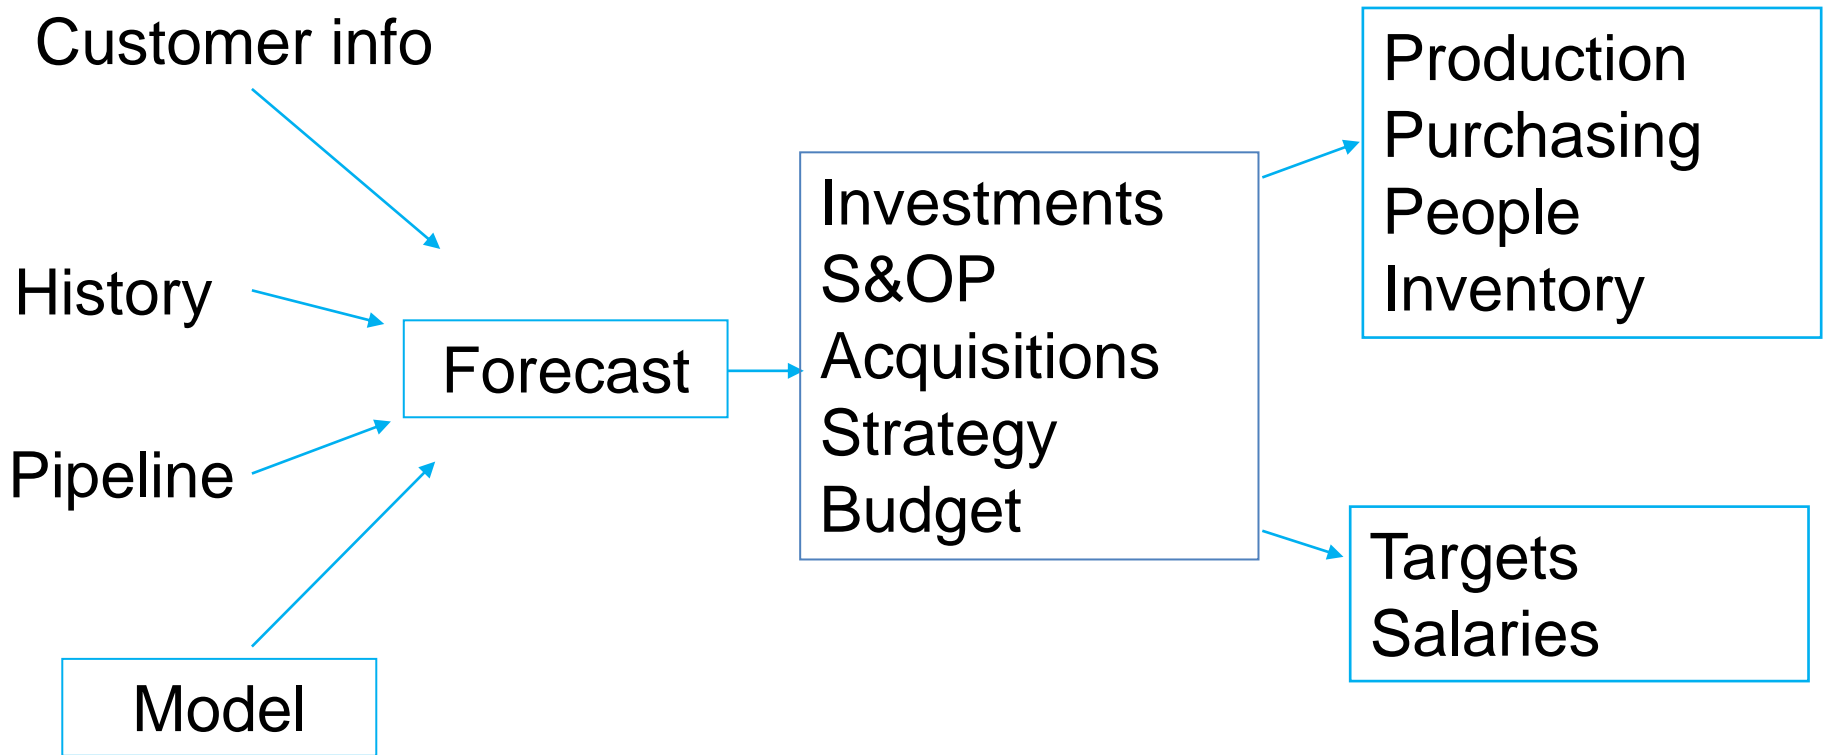 Customer info
History
Pipeline
Model
Forecast
Investments
S&OP
Acquisitions
Strategy
Budget
Production
Purchasing
People
Inventory
Targets
Salaries